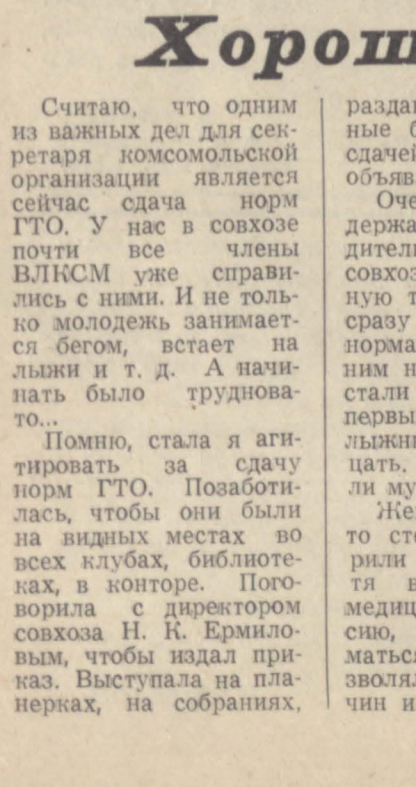 Хорош
Считаю, что одним
из важных дел для сек-
ретаря комсомольской
организации является
сейчас сдача норм
ГТО. У нас в совхозе
почти все члены
ВЛКСМ уже справи-
лись с ними. И не толь-
ко молодежь занимает-
ся бегом, встает на
лыжи и т. д. А начи-
нать было труднова-
то...
Помню, стала я аги-
тировать за сдачу
норм ГТО. Позаботи-
лась, чтобы они были
на видных местах во
всех клубах, библиоте-
ках, в конторе. Пого-
ворила с директором
совхоза Н. К. Ермило-
вым, чтобы издал при-
каз. Выступала на пла-
нерках, на собраниях,
раздав
ные б
сдачей
объяв
Оче
держа
дител
совхоз
ную т
сразу
норма
ним н
стали
первы
лыжн
цать.
ли му
Же
то сто
рили
тя в
медиц
сию,
маться
зволя
чин и